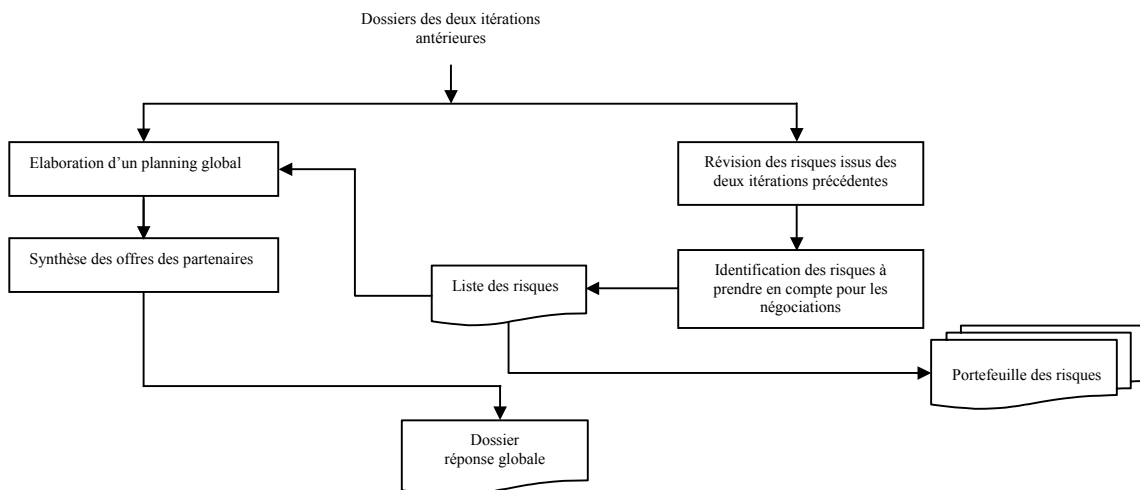 Dossiers des deux itérations
antérieures
Elaboration d'un planning global
Révision des risques issus des
deux itérations précédentes
Synthèse des offres des partenaires
Liste des risques
Identification des risques à
prendre en compte pour les
négociations
Portefeuille des risques
Dossier
réponse globale